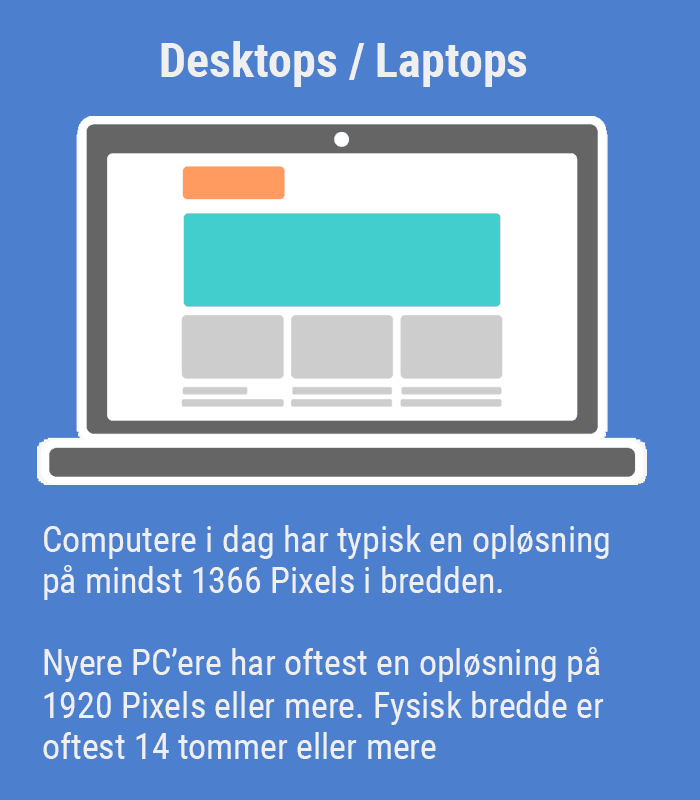 Desktops / Laptops
Computere i dag har typisk en opløsning
på mindst 1366 Pixels i bredden.
Nyere PC’ere har oftest en opløsning på
1920 Pixels eller mere. Fysisk bredde er
oftest 14 tommer eller mere